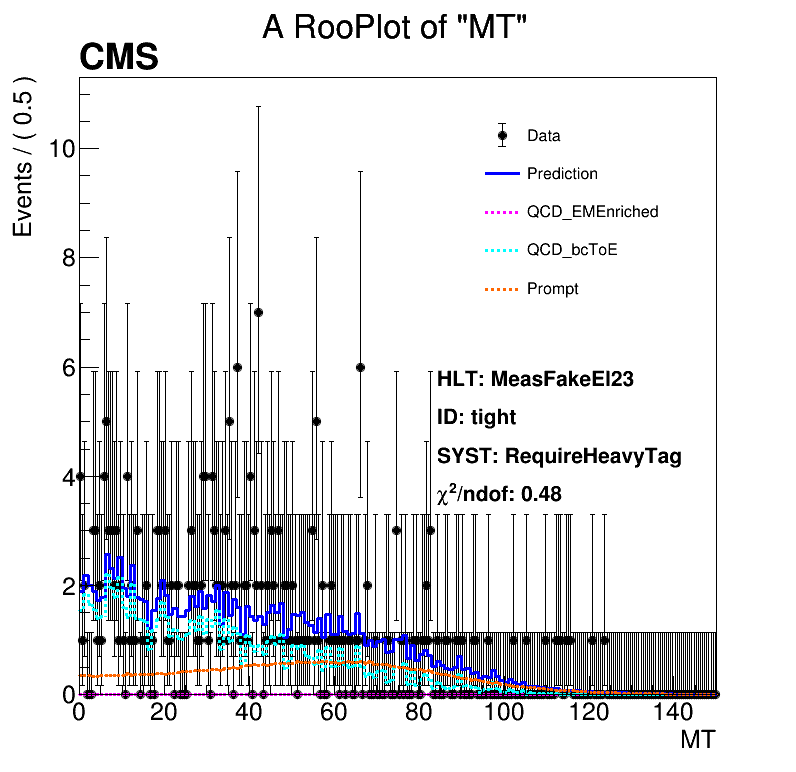 A RooPlot of "MT"
CMS
Events / ( 0.5 )
10
8
6
4
2
0
Data
Prediction
QCD_EMEnriched
QCD_bcToE
Prompt
HLT: MeasFakeEl23
ID: tight
SYST: RequireHeavyTag
χ²/ndof: 0.48
0 20 40 60 80 100 120 140
MT